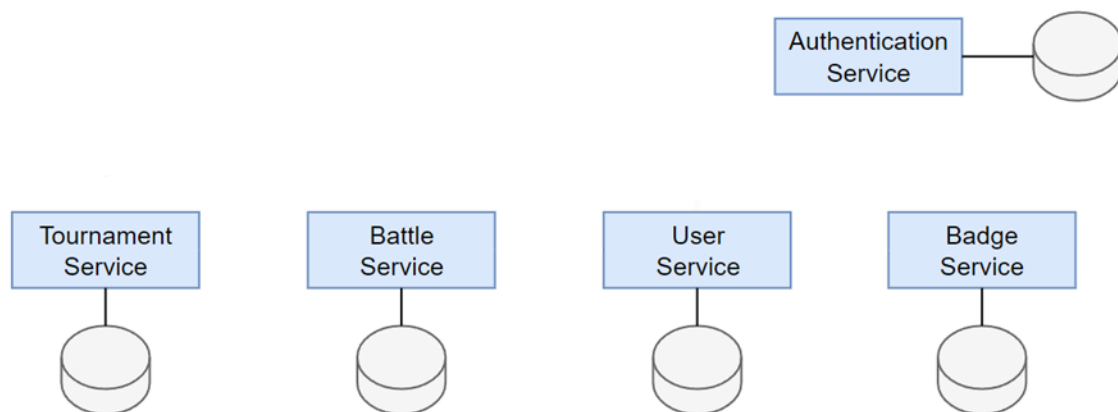 Authentication
Service
Tournament
Service
Battle
Service
User
Service
Badge
Service